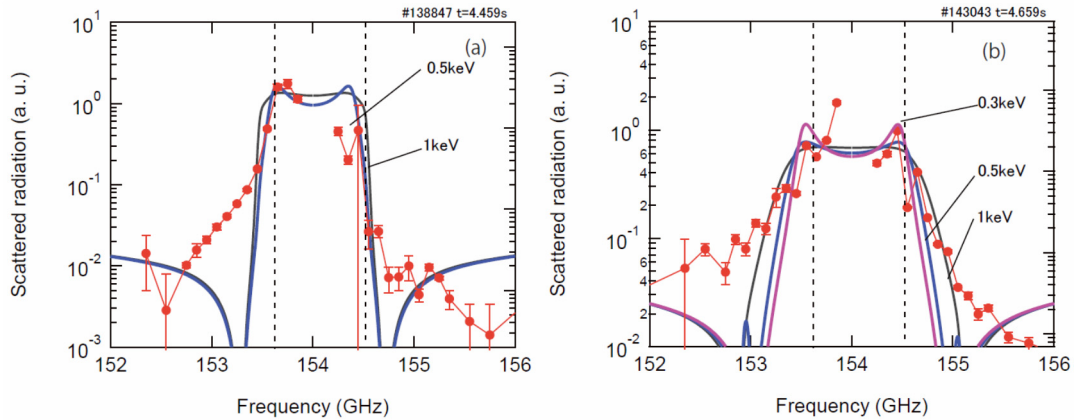 #138847 t=4.459s
(a)
Scattered radiation (a. u.)
10^1
10^0
10^-1
10^-2
10^-3
0.5keV
1keV
152 153 154 155 156
Frequency (GHz)
#143043 t=4.659s
(b)
Scattered radiation (a. u.)
10^1
6
4
2
10^0
6
4
2
10^-1
6
4
2
10^-2
0.3keV
0.5keV
1keV
152 153 154 155 156
Frequency (GHz)